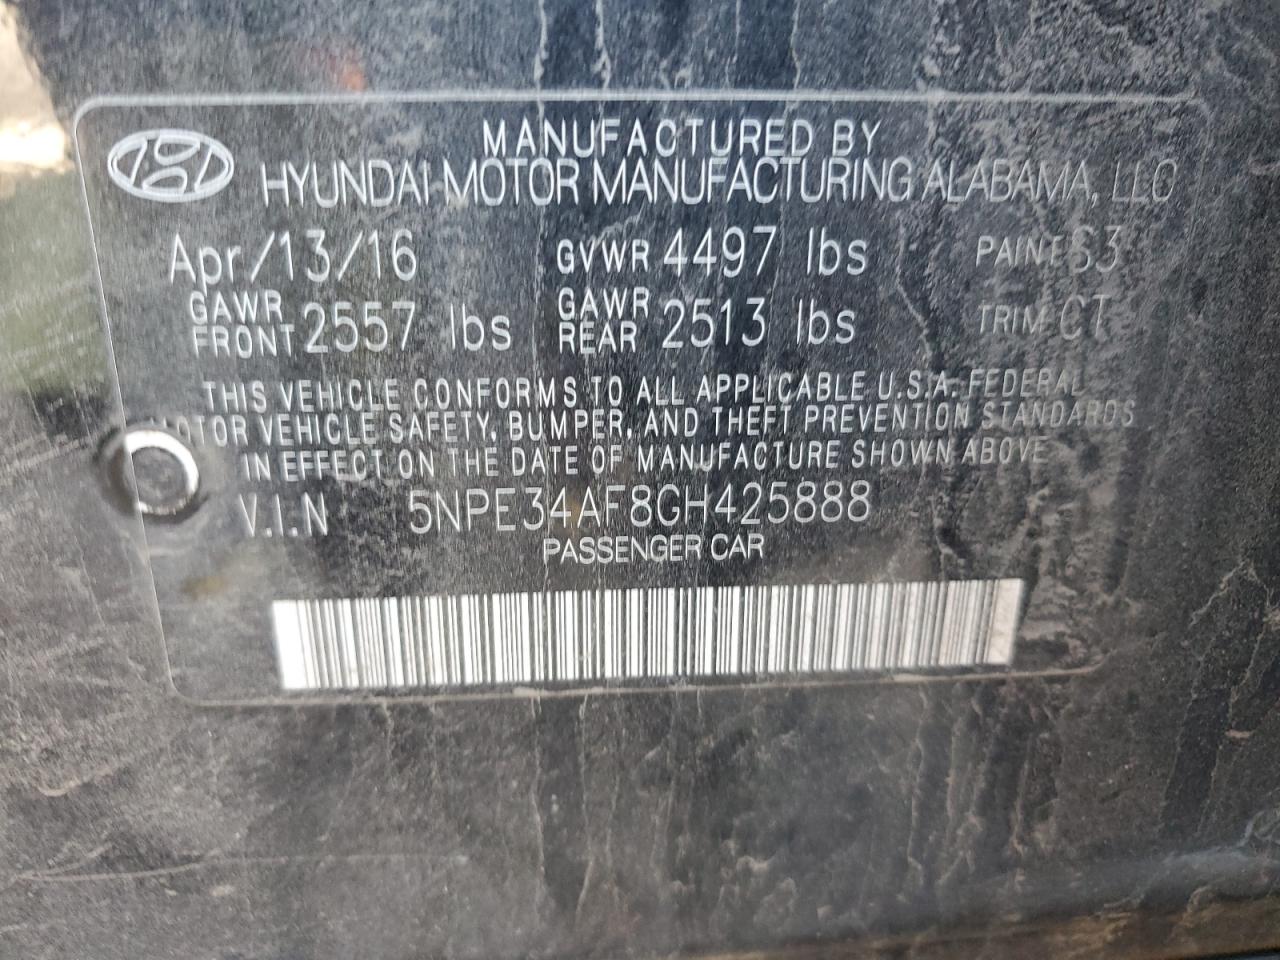 MANUFACTURED BY
HYUNDAI MOTOR MANUFACTURING ALABAMA, LLC
Apr/13/16 GVWR 4497 lbs PAINT S3
GAWR FRONT 2557 lbs GAWR REAR 2513 lbs TRIM CT
THIS VEHICLE CONFORMS TO ALL APPLICABLE U.S.A. FEDERAL
MOTOR VEHICLE SAFETY, BUMPER, AND THEFT PREVENTION STANDARDS
IN EFFECT ON THE DATE OF MANUFACTURE SHOWN ABOVE
V.I.N 5NPE34AF8GH425888
PASSENGER CAR